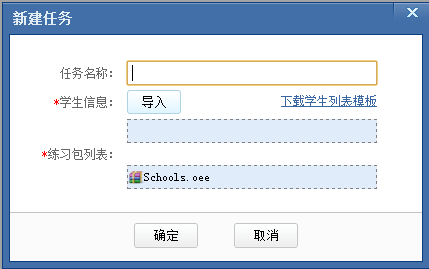 新建任务
任务名称：
*学生信息： 导入 下载学生列表模板
*练习包列表：
Schools.oee
确定 取消